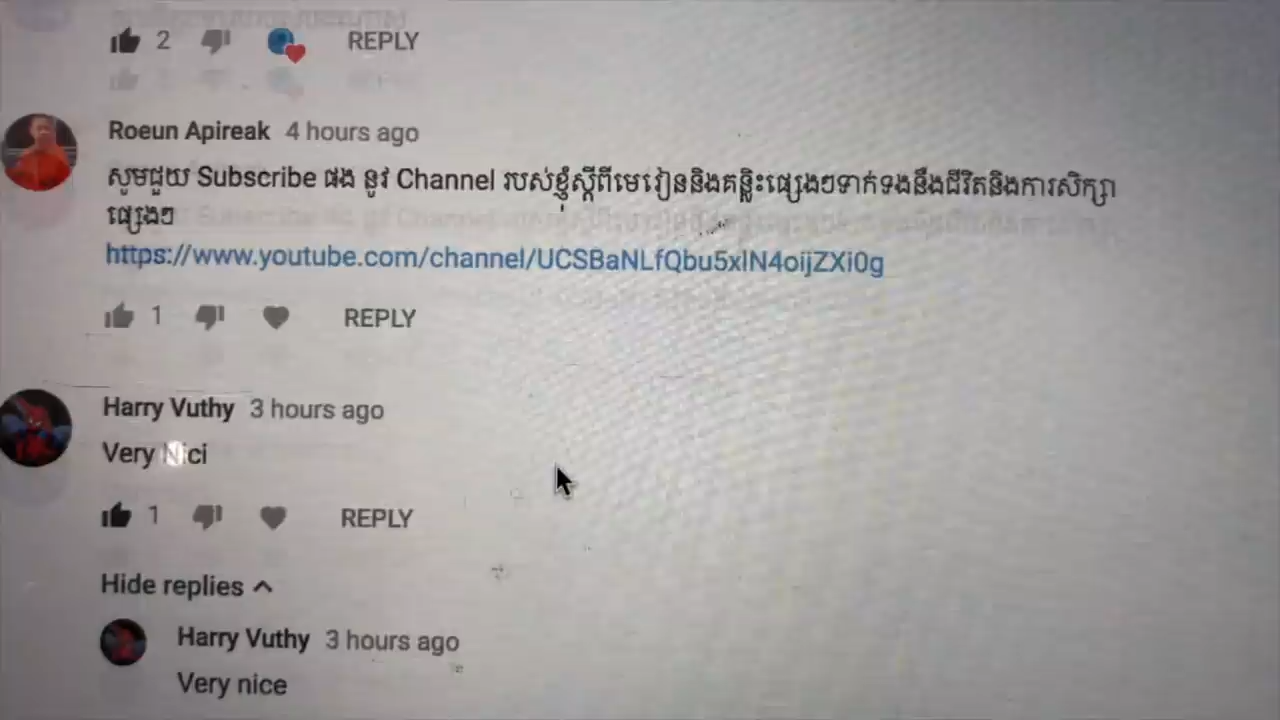 2 REPLY
Roeun Apireak 4 hours ago
សូមជួយ Subscribe ផង នូវ Channel របស់ខ្ញុំស្ដីពីមេរៀននិងគន្លិះផ្សេងៗទាក់ទងនឹងជីវិតនិងការសិក្សា
ផ្សេងៗ
https://www.youtube.com/channel/UCSBaNLfQbu5xlN4oijZXi0g
1 REPLY
Harry Vuthy 3 hours ago
Very Nici
1 REPLY
Hide replies
Harry Vuthy 3 hours ago
Very nice